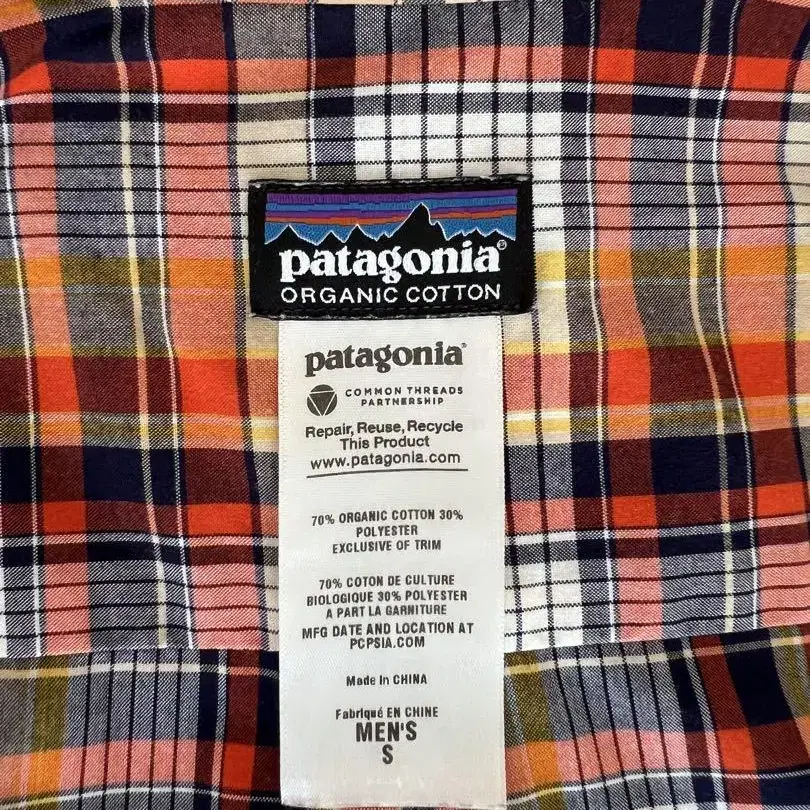 patagonia®
ORGANIC COTTON
patagonia®
COMMON THREADS
PARTNERSHIP
Repair, Reuse, Recycle
This Product
www.patagonia.com
70% ORGANIC COTTON 30%
POLYESTER
EXCLUSIVE OF TRIM
70% COTON DE CULTURE
BIOLOGIQUE 30% POLYESTER
A PART LA GARNITURE
MFG DATE AND LOCATION AT
PCPSIA.COM
Made In CHINA
Fabriqué EN CHINE
MEN'S
S